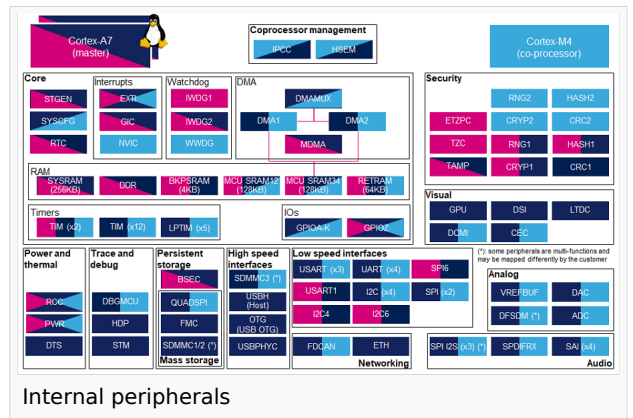 Cortex-A7
(master)
Coprocessor management
IPCC
HSEM
Cortex-M4
(co-processor)
Core
Interrupts
Watchdog
DMA
Security
STGEN
EXTI
IWDG1
DMAMUX
RNG2
HASH2
SYSCFG
GIC
IWDG2
DMA1
DMA2
ETZPC
CRYP2
CRC2
RTC
NVIC
WWDG
MDMA
TZC
RNG1
HASH1
TAMP
CRYP1
CRC1
RAM
SYSRAM
(256KB)
DDR
BKPSRAM
(4KB)
MCU SRAM12
(128KB)
MCU SRAM34
(128KB)
RETRAM
(64KB)
Visual
GPU
DSI
LTDC
DCMI
CEC
Timers
TIM (x2)
TIM (x12)
LPTIM (x5)
IOs
GPIOA-K
GPIOZ
Power and
thermal
RCC
PWR
DTS
Trace and
debug
DBGMCU
HDP
STM
Persistent
storage
BSEC
QUADSPI
FMC
SDMMC1/2 (*)
Mass storage
High speed
interfaces
SDMMC3 (*)
USBH
(Host)
OTG
(USB OTG)
USBPHYC
Low speed interfaces
USART (x3)
UART (x4)
SPI6
USART1
I2C (x4)
SPI (x2)
I2C4
I2C6
(*): some peripherals are multi-functions and
may be mapped differently by the customer
Analog
VREFBUF
DAC
DFSDM (*)
ADC
FDCAN
ETH
Networking
SPI I2S (x3) (*)
SPDIFRX
SAI (x4)
Audio
Internal peripherals